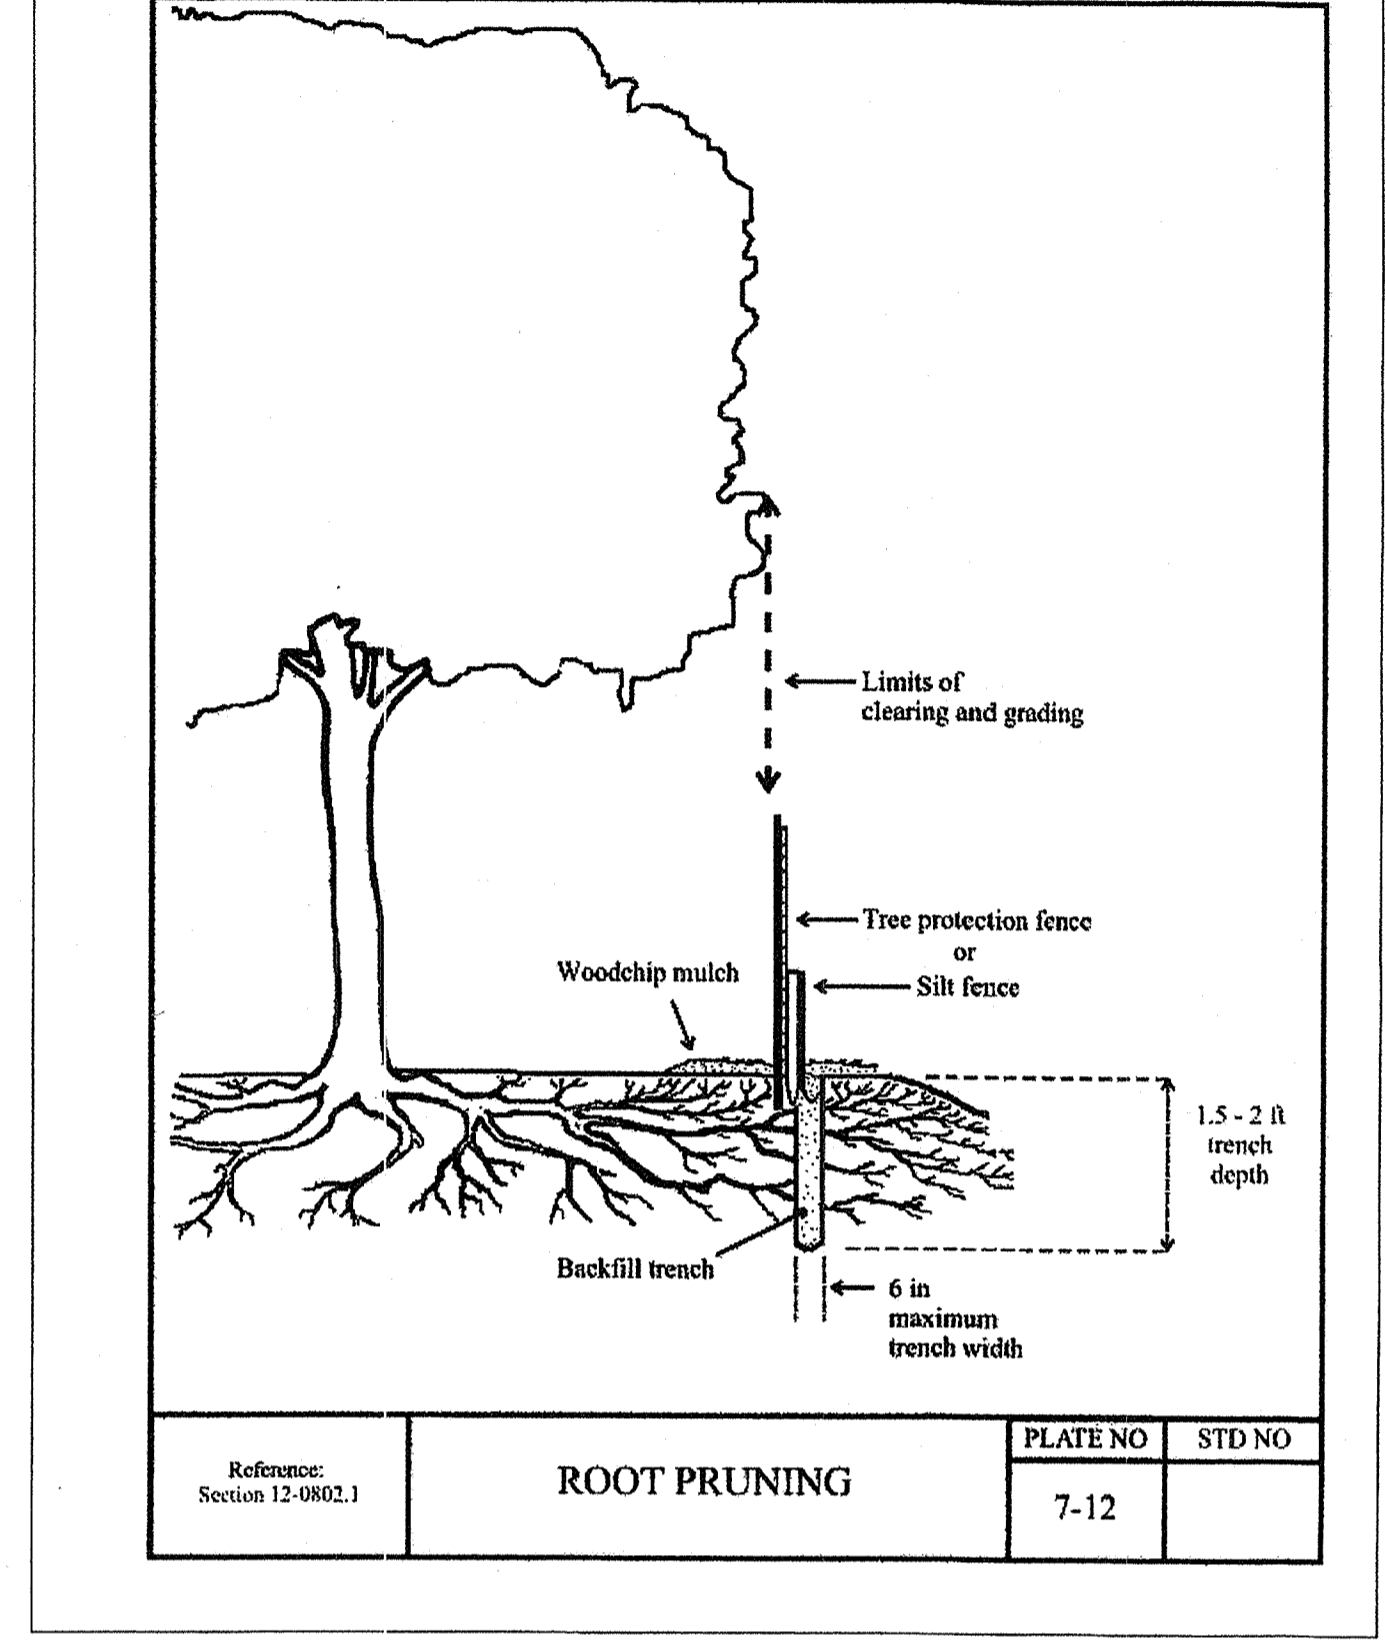 Limits of
clearing and grading
Tree protection fence
or
Silt fence
Woodchip mulch
1.5 - 2 ft
trench
depth
Backfill trench
6 in
maximum
trench width
Reference:
Section 12-0802.1
ROOT PRUNING
PLATE NO
7-12
STD NO